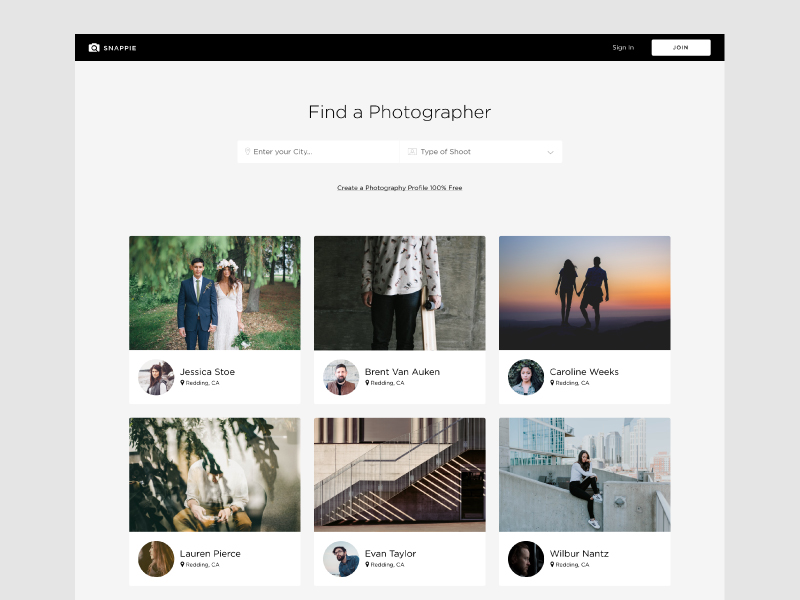 SNAPPIE
Sign In
JOIN
Find a Photographer
Enter your City...
Type of Shoot
Create a Photography Profile 100% Free
Jessica Stoe
Redding, CA
Brent Van Auken
Redding, CA
Caroline Weeks
Redding, CA
Lauren Pierce
Redding, CA
Evan Taylor
Redding, CA
Wilbur Nantz
Redding, CA